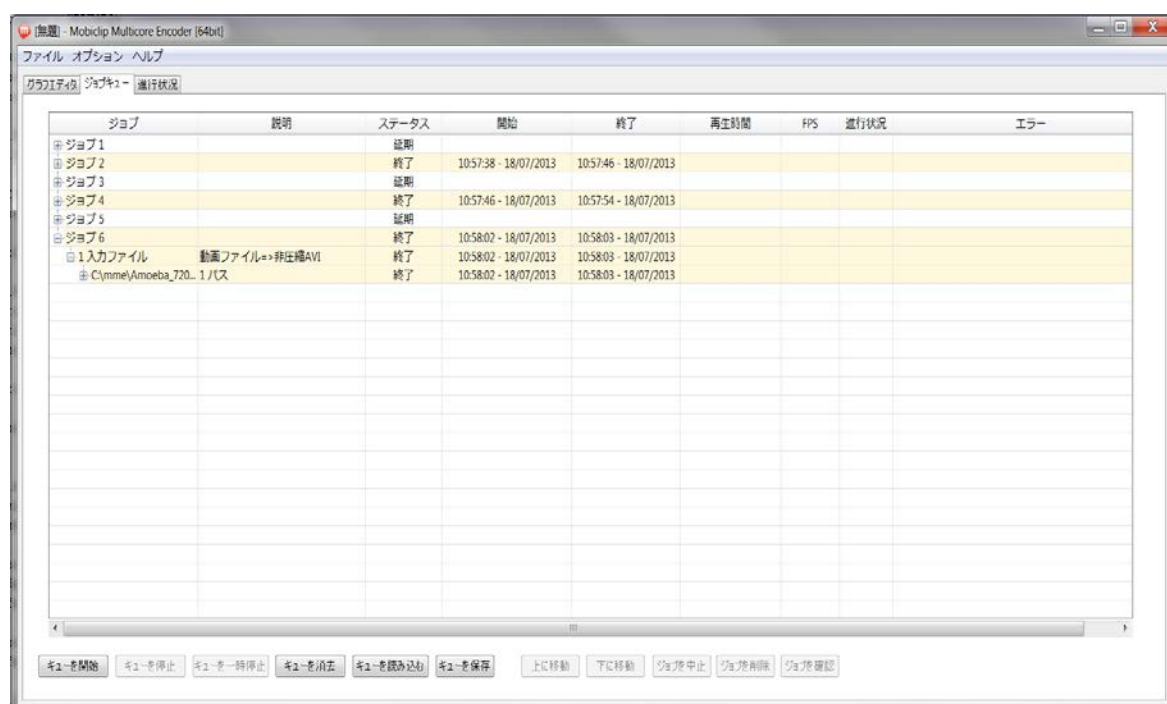 [無題] - Mobiclip Multicore Encoder [64bit]
ファイル オプション ヘルプ
グラフエディタ ジョブキュー 進行状況
ジョブ 説明 ステータス 開始 終了 再生時間 FPS 進行状況 エラー
ジョブ1 延期
ジョブ2 終了 10:57:38 - 18/07/2013 10:57:46 - 18/07/2013
ジョブ3 延期
ジョブ4 終了 10:57:46 - 18/07/2013 10:57:54 - 18/07/2013
ジョブ5 延期
ジョブ6 終了 10:58:02 - 18/07/2013 10:58:03 - 18/07/2013
1入力ファイル 動画ファイル=>非圧縮AVI 終了 10:58:02 - 18/07/2013 10:58:03 - 18/07/2013
C:\mme\Amoeba_720... 1パス 終了 10:58:02 - 18/07/2013 10:58:03 - 18/07/2013
キューを開始 キューを停止 キューを一時停止 キューを消去 キューを読み込む キューを保存 上に移動 下に移動 ジョブを中止 ジョブを削除 ジョブを確認